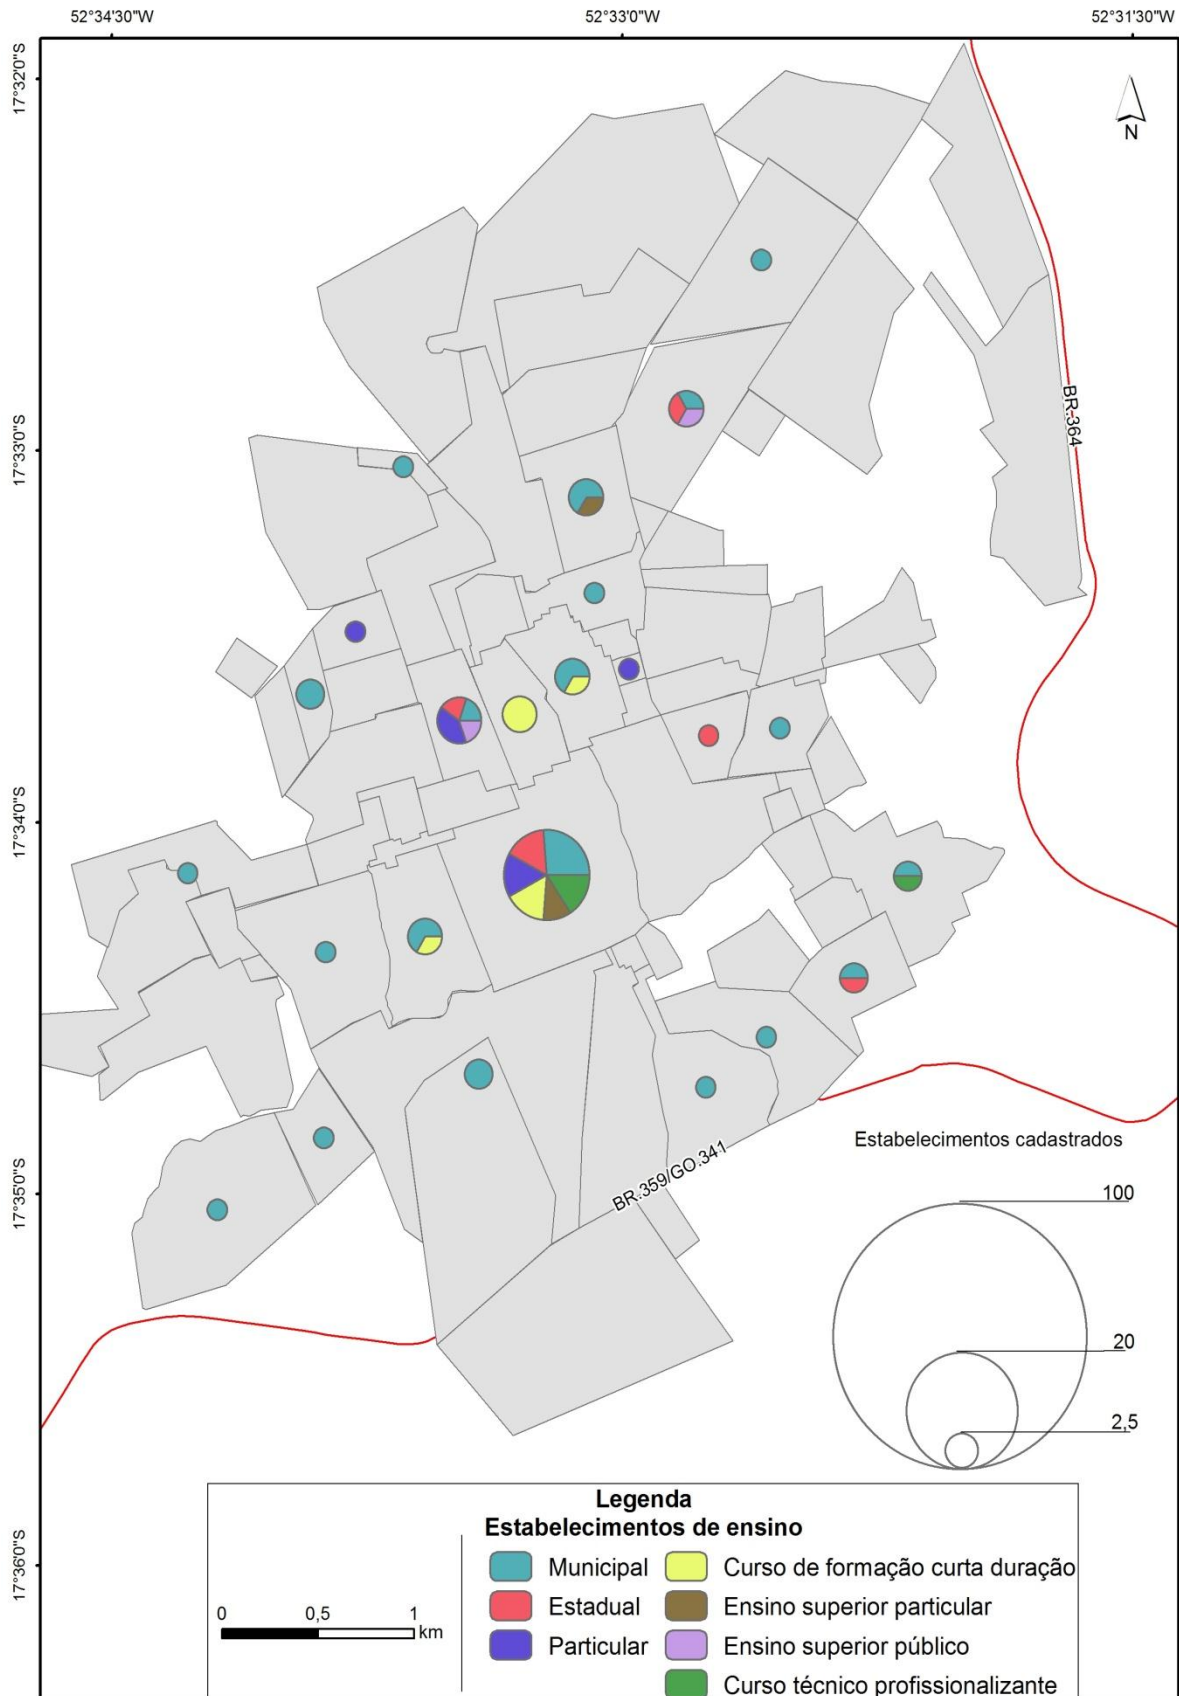 52°34'30"W
52°33'0"W
52°31'30"W
17°32'0"S
N
BR.364
17°33'0"S
17°34'0"S
Estabelecimentos cadastrados
100
BR.359/GO.341
17°35'0"S
20
2,5
Legenda
Estabelecimentos de ensino
17°36'0"S
Municipal
Curso de formação curta duração
0 0,5 1
km
Estadual
Ensino superior particular
Particular
Ensino superior público
Curso técnico profissionalizante